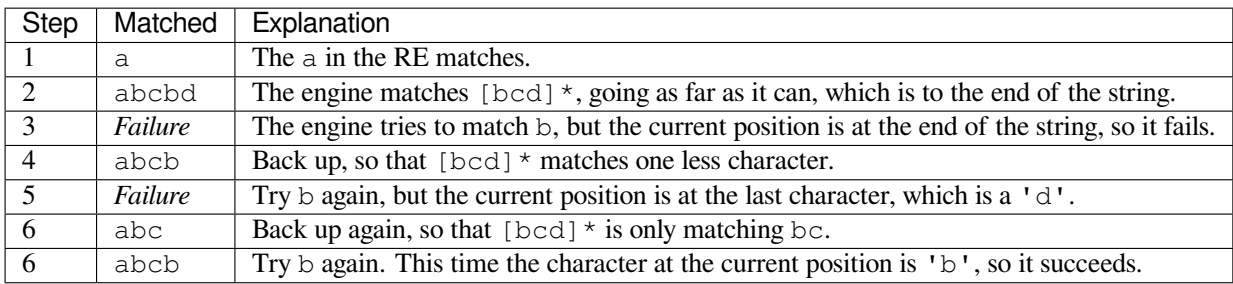 Step Matched Explanation
1 a The a in the RE matches.
2 abcbd The engine matches [bcd]*, going as far as it can, which is to the end of the string.
3 Failure The engine tries to match b, but the current position is at the end of the string, so it fails.
4 abcb Back up, so that [bcd]* matches one less character.
5 Failure Try b again, but the current position is at the last character, which is a 'd'.
6 abc Back up again, so that [bcd]* is only matching bc.
6 abcb Try b again. This time the character at the current position is 'b', so it succeeds.